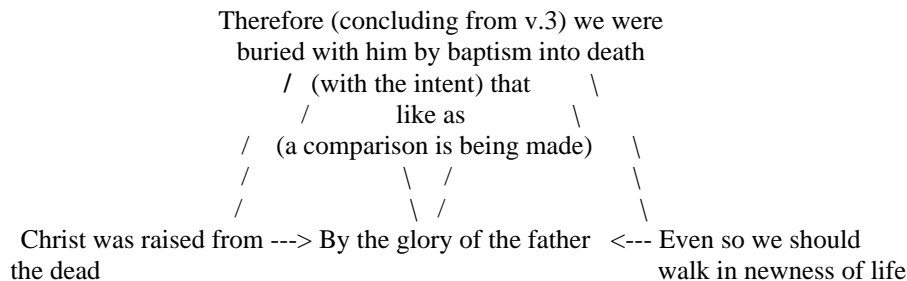 Therefore (concluding from v.3) we were
buried with him by baptism into death
/ (with the intent) that \
/ like as \
/ (a comparison is being made) \
/ \ / \
/ \ / \
Christ was raised from ---> By the glory of the father <--- Even so we should
the dead walk in newness of life